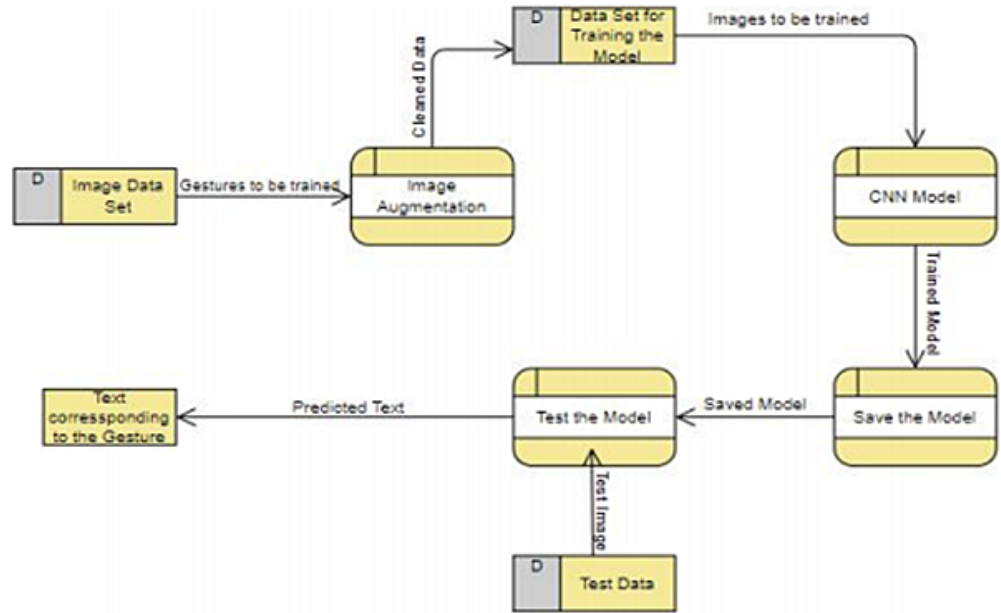 D
Data Set for
Training the
Model
Images to be trained
Cleaned Data
D
Image Data
Set
Gestures to be trained
Image
Augmentation
CNN Model
Trained Model
Text
corressponding
to the Gesture
Predicted Text
Test the Model
Saved Model
Save the Model
Test Image
D
Test Data